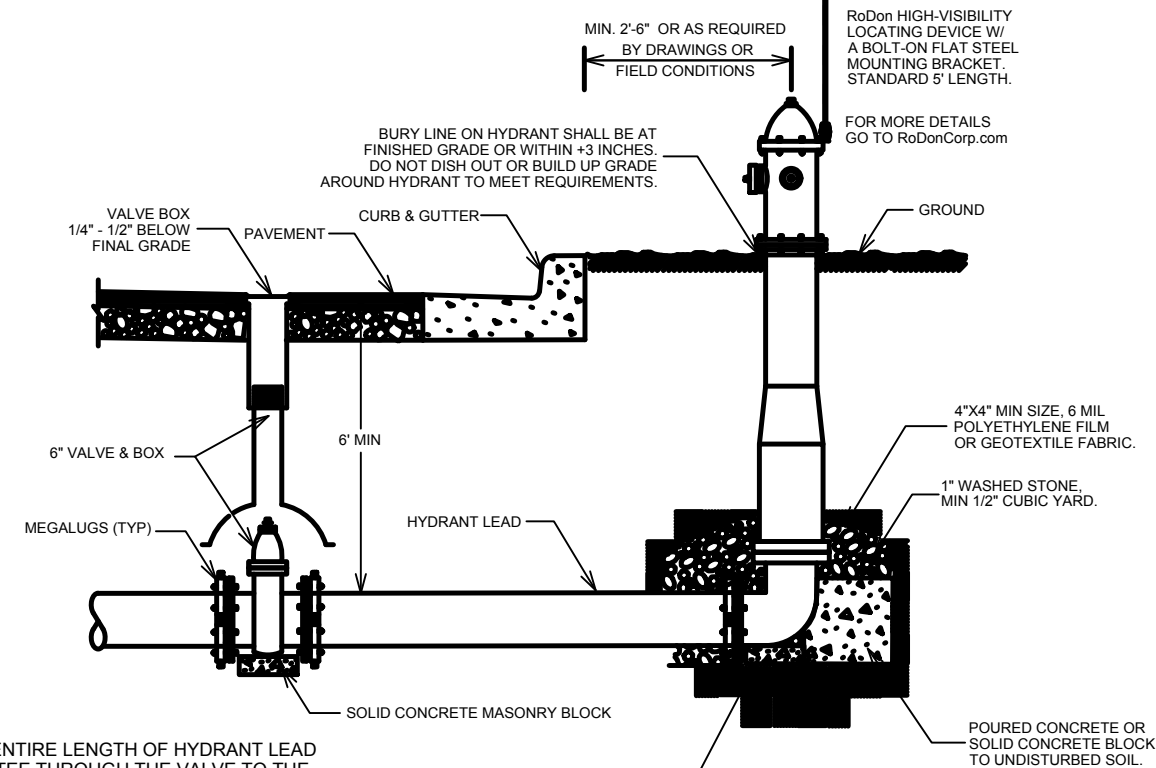 MIN. 2'-6" OR AS REQUIRED
BY DRAWINGS OR
FIELD CONDITIONS
RoDon HIGH-VISIBILITY
LOCATING DEVICE W/
A BOLT-ON FLAT STEEL
MOUNTING BRACKET.
STANDARD 5' LENGTH.
FOR MORE DETAILS
GO TO RoDonCorp.com
BURY LINE ON HYDRANT SHALL BE AT
FINISHED GRADE OR WITHIN +3 INCHES.
DO NOT DISH OUT OR BUILD UP GRADE
AROUND HYDRANT TO MEET REQUIREMENTS.
VALVE BOX
1/4" - 1/2" BELOW
FINAL GRADE
PAVEMENT
CURB & GUTTER
GROUND
6' MIN
6" VALVE & BOX
4"X4" MIN SIZE, 6 MIL
POLYETHYLENE FILM
OR GEOTEXTILE FABRIC.
1" WASHED STONE,
MIN 1/2" CUBIC YARD.
MEGALUGS (TYP)
HYDRANT LEAD
SOLID CONCRETE MASONRY BLOCK
POURED CONCRETE OR
SOLID CONCRETE BLOCK
TO UNDISTURBED SOIL.
ENTIRE LENGTH OF HYDRANT LEAD
TEE THROUGH THE VALVE TO THE